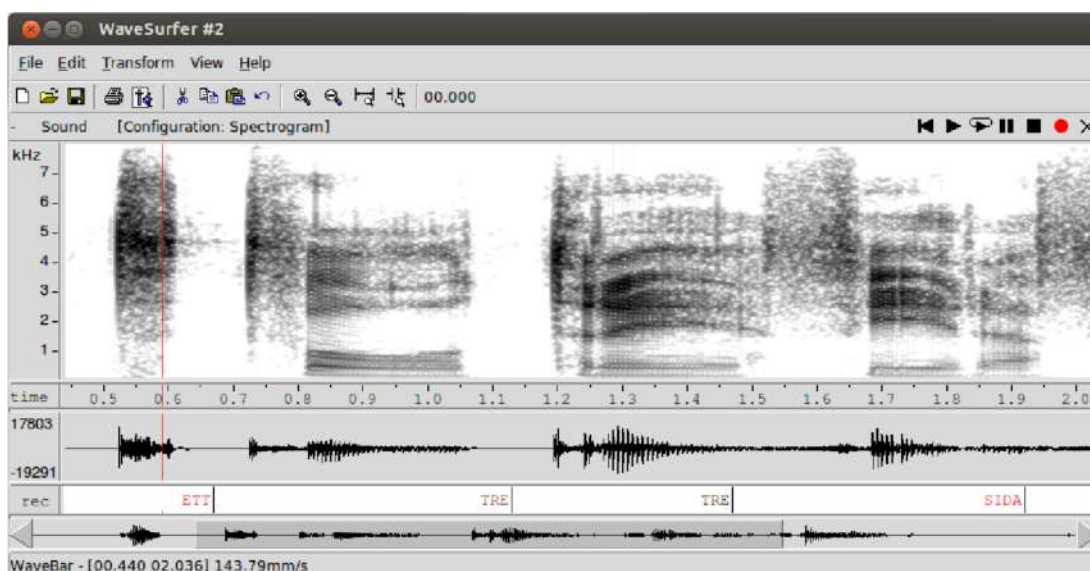 WaveSurfer #2
File Edit Transform View Help
00.000
- Sound [Configuration: Spectrogram]
kHz
7
6
5
4
3
2
1
time 0.5 0.6 0.7 0.8 0.9 1.0 1.1 1.2 1.3 1.4 1.5 1.6 1.7 1.8 1.9 2.0
17803
-19291
rec ETT TRE TRE SIDA
WaveBar - [00.440 02.036] 143.79mm/s